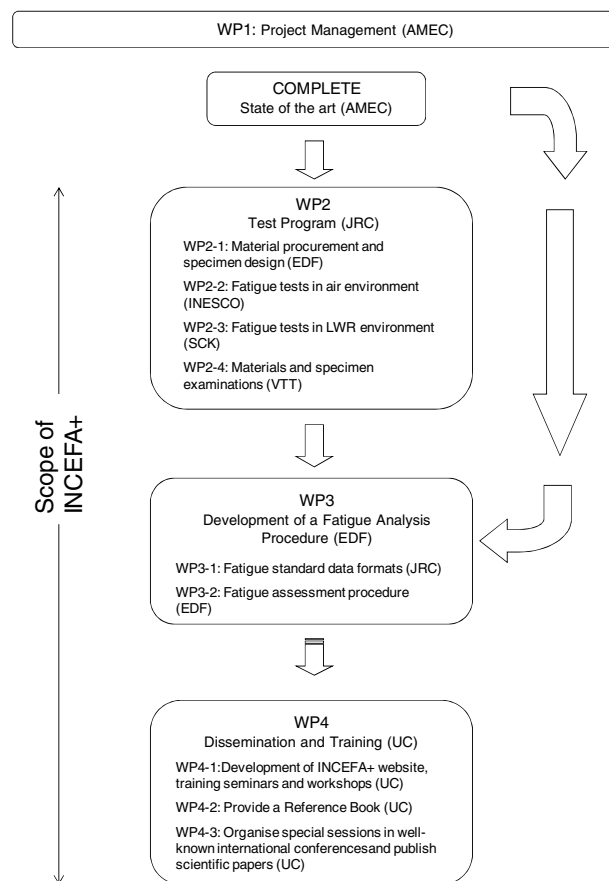 WP1: Project Management (AMEC)
COMPLETE
State of the art (AMEC)
WP2
Test Program (JRC)
WP2-1: Material procurement and
specimen design (EDF)
WP2-2: Fatigue tests in air environment
(INESCO)
WP2-3: Fatigue tests in LWR environment
(SCK)
WP2-4: Materials and specimen
examinations (VTT)
Scope of
INCEFA+
WP3
Development of a Fatigue Analysis
Procedure (EDF)
WP3-1: Fatigue standard data formats (JRC)
WP3-2: Fatigue assessment procedure
(EDF)
WP4
Dissemination and Training (UC)
WP4-1:Development of INCEFA+ website,
training seminars and workshops (UC)
WP4-2: Provide a Reference Book (UC)
WP4-3: Organise special sessions in well-
known international conferencesand publish
scientific papers (UC)